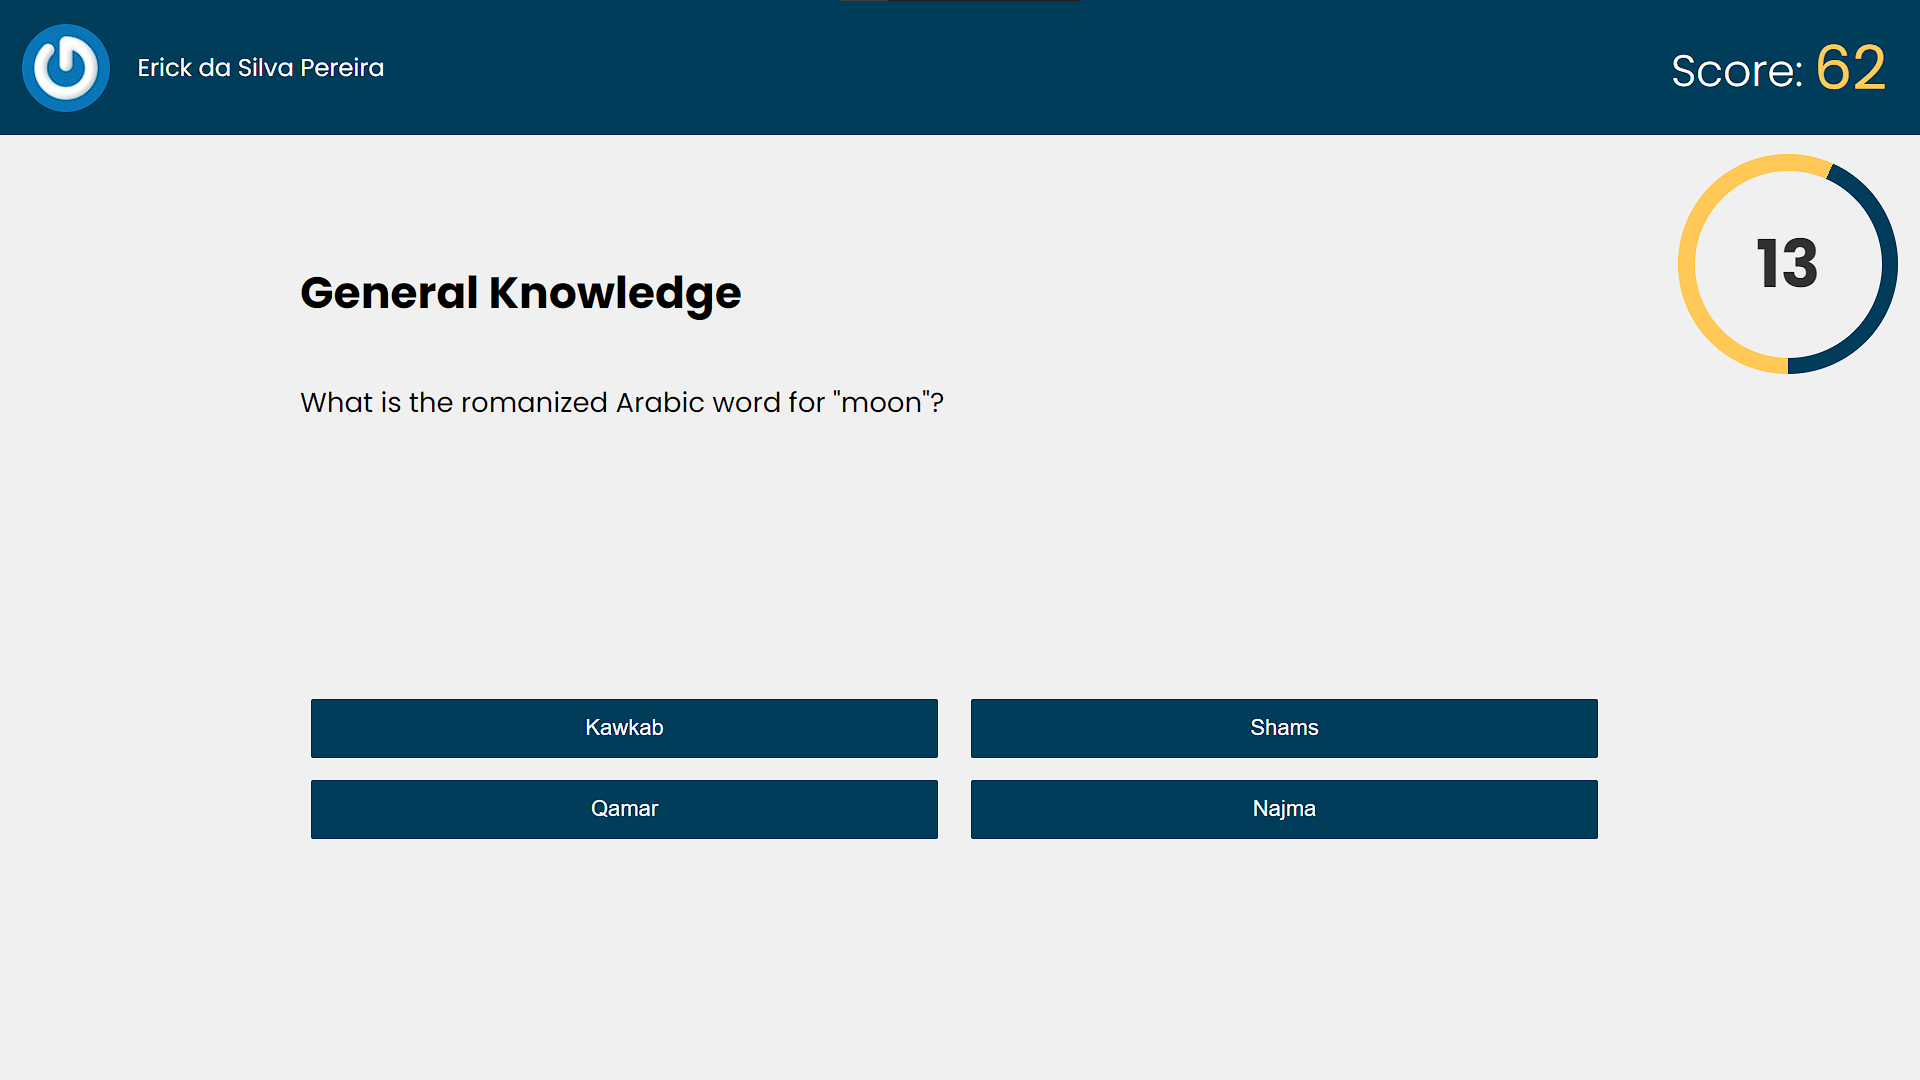 Erick da Silva Pereira
Score: 62
13
General Knowledge
What is the romanized Arabic word for "moon"?
Kawkab
Shams
Qamar
Najma